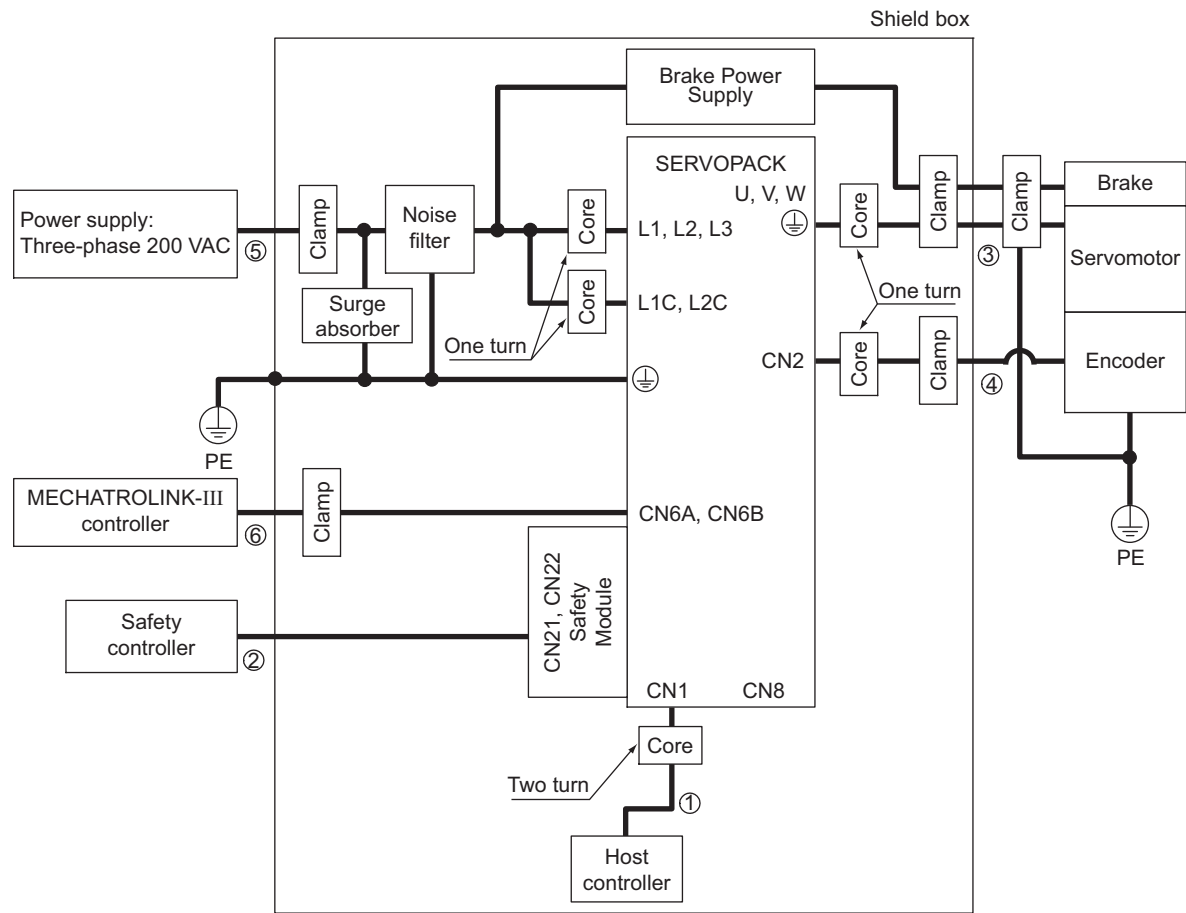 Shield box
Brake Power
Supply
SERVOPACK
U, V, W
Power supply:
Three-phase 200 VAC
⑤
Clamp
Noise
filter
Core
L1, L2, L3
Core
Clamp
Clamp
Brake
③
Servomotor
Surge
absorber
Core
L1C, L2C
One turn
One turn
CN2
Core
Clamp
④
Encoder
PE
MECHATROLINK-III
controller
⑥
Clamp
CN6A, CN6B
PE
Safety
controller
②
CN21, CN22
Safety
Module
CN1
CN8
Core
Two turn
①
Host
controller